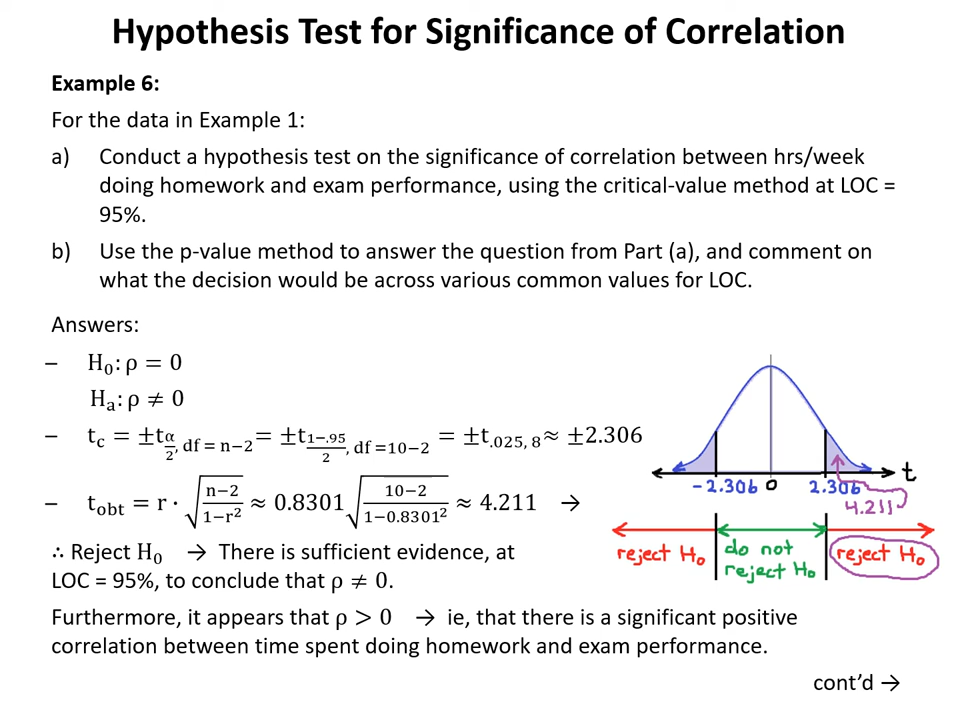 Hypothesis Test for Significance of Correlation
Example 6:
For the data in Example 1:
a) Conduct a hypothesis test on the significance of correlation between hrs/week
doing homework and exam performance, using the critical-value method at LOC =
95%.
b) Use the p-value method to answer the question from Part (a), and comment on
what the decision would be across various common values for LOC.
Answers:
– H₀: ρ = 0
Hₐ: ρ ≠ 0
– t_c = ±t_{α/2, df = n−2} = ±t_{(1−.95)/2, df =10−2} = ±t_{.025, 8} ≈ ±2.306
– t_obt = r · √((n−2)/(1−r²)) ≈ 0.8301√((10−2)/(1−0.8301²)) ≈ 4.211 →
∴ Reject H₀ → There is sufficient evidence, at
LOC = 95%, to conclude that ρ ≠ 0.
Furthermore, it appears that ρ > 0 → ie, that there is a significant positive
correlation between time spent doing homework and exam performance.
t
-2.306 0 2.306
4.211
reject H₀ do not reject H₀
reject H₀
cont’d →